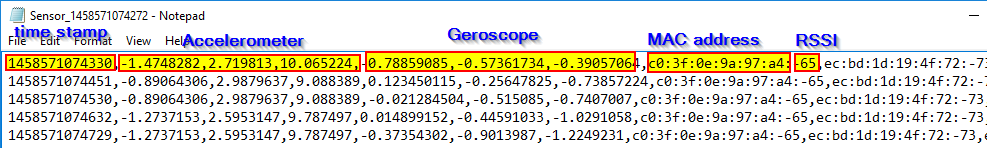 Sensor_1458571074272 - Notepad
time stamp Accelerometer Geroscope MAC address RSSI
File Edit Format View Help
1458571074330,-1.4748282,2.719813,10.065224,-0.78859085,-0.57361734,-0.39057064,c0:3f:0e:9a:97:a4:-65,ec:bd:1d:19:4f:72:-73
1458571074451,-0.89064306,2.9879637,9.088389,0.123450115,-0.25647825,-0.73857224,c0:3f:0e:9a:97:a4:-65,ec:bd:1d:19:4f:72:-7
1458571074530,-0.89064306,2.9879637,9.088389,-0.021284504,-0.515085,-0.7407007,c0:3f:0e:9a:97:a4:-65,ec:bd:1d:19:4f:72:-73,
1458571074632,-1.2737153,2.5953147,9.787497,0.014899152,-0.44591033,-1.0291058,c0:3f:0e:9a:97:a4:-65,ec:bd:1d:19:4f:72:-73,
1458571074729,-1.2737153,2.5953147,9.787497,-0.37354302,-0.9013987,-1.2249231,c0:3f:0e:9a:97:a4:-65,ec:bd:1d:19:4f:72:-73,e